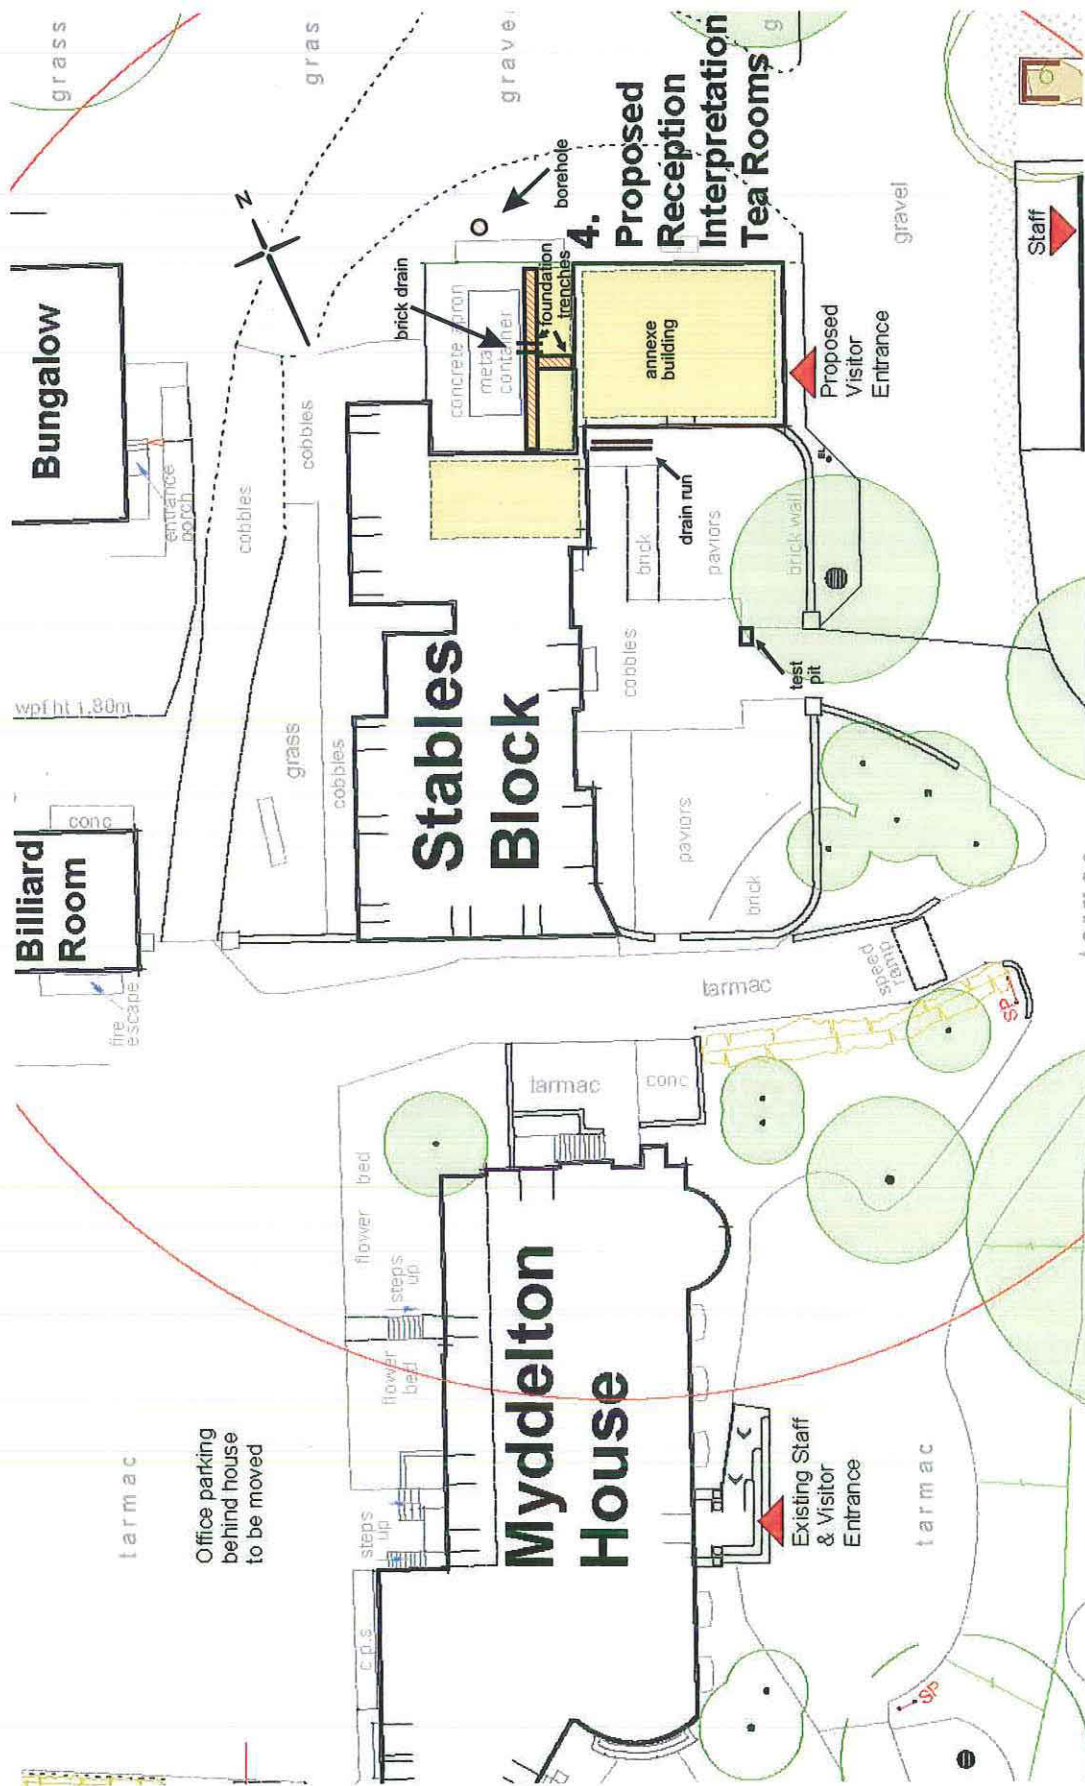 grass
gras
gravel
g
N
Bungalow
entrance
porch
cobbles
cobbles
borehole
brick drain
concrete apron
metal
container
foundation
trenches
4.
Proposed
Reception
Interpretation
Tea Rooms
annexe
building
gravel
Staff
Proposed
Visitor
Entrance
wpf ht 1.80m
grass
cobbles
Stables
Block
cobbles
brick
paviors
drain run
brick wall
test
pit
paviors
brick
Billiard
Room
conc
fire
escape
tarmac
speed
ramp
SP
tarmac
conc
flower bed
steps
up
flower
bed
steps
up
c.p.s
tarmac
Office parking
behind house
to be moved
Myddelton
House
Existing Staff
& Visitor
Entrance
tarmac
SP